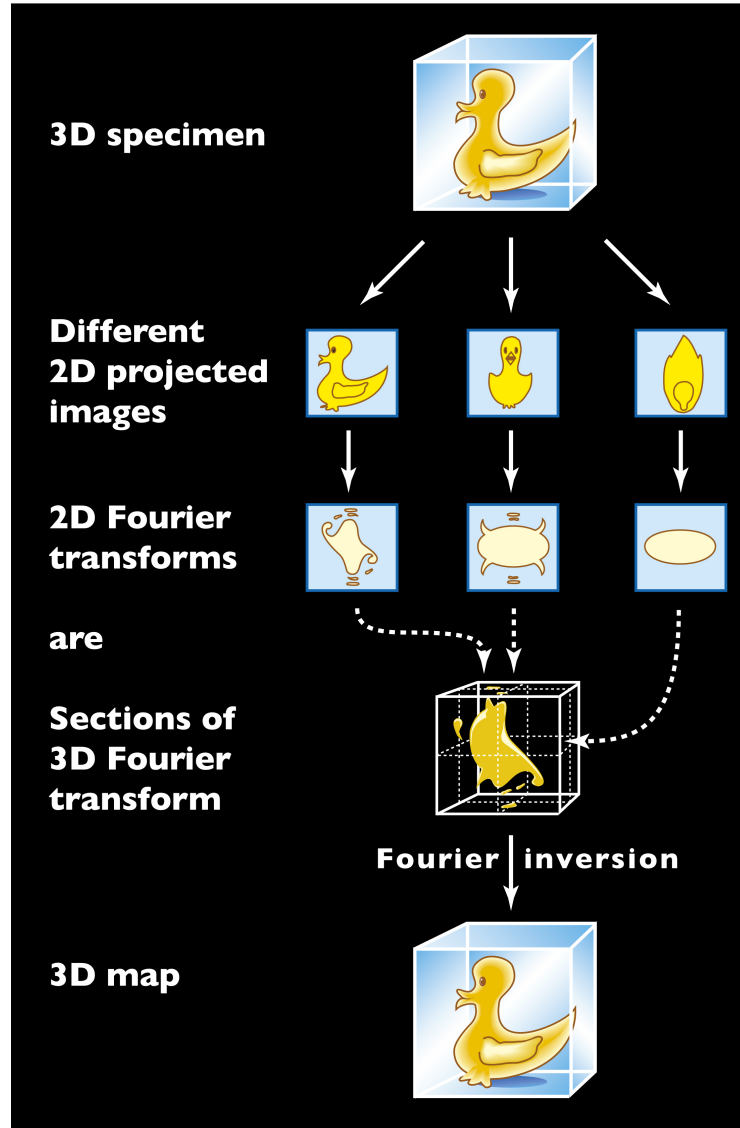 3D specimen
Different
2D projected
images
2D Fourier
transforms
are
Sections of
3D Fourier
transform
Fourier inversion
3D map